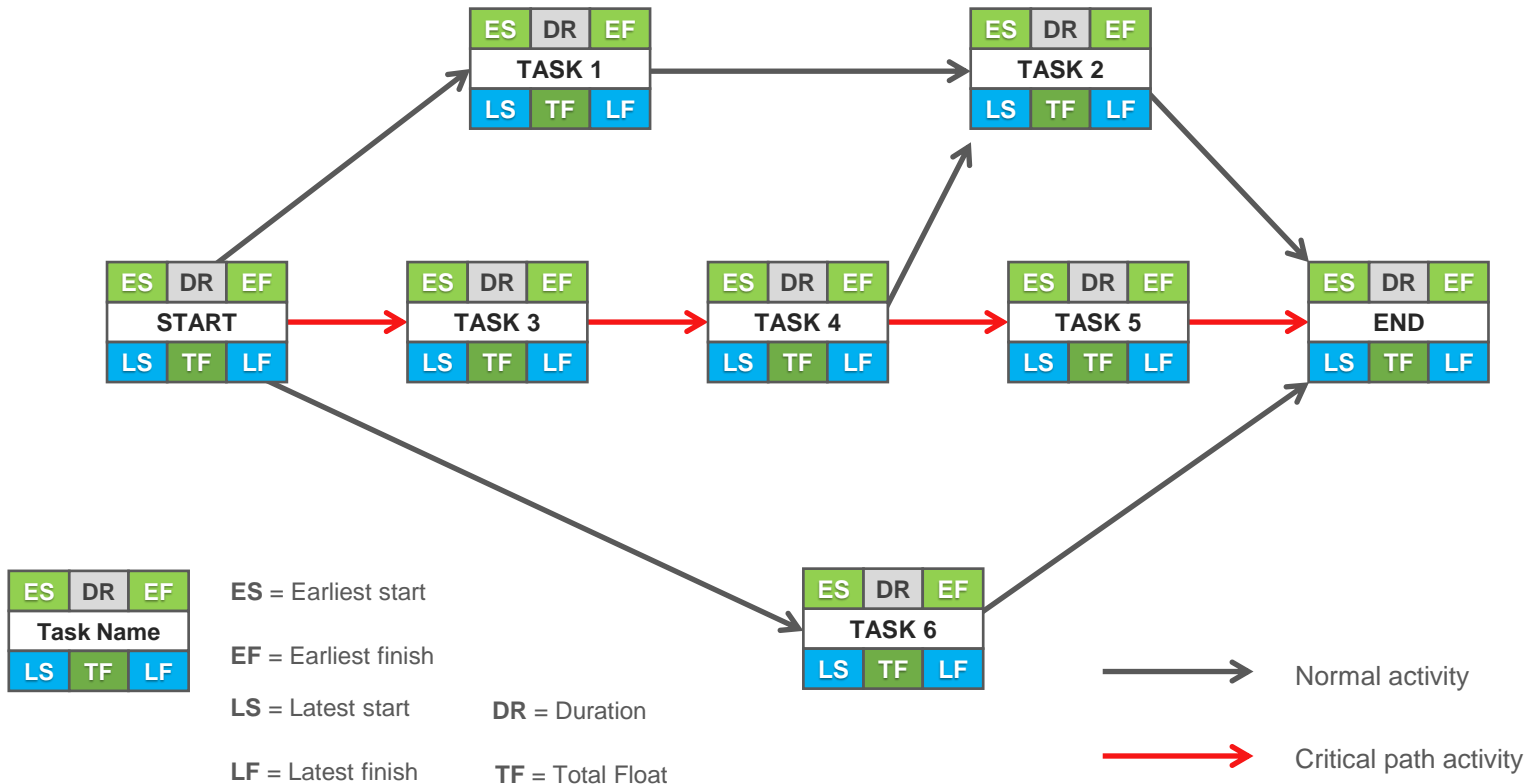 ES DR EF
TASK 1
LS TF LF
ES DR EF
TASK 2
LS TF LF
ES DR EF
START
LS TF LF
ES DR EF
TASK 3
LS TF LF
ES DR EF
TASK 4
LS TF LF
ES DR EF
TASK 5
LS TF LF
ES DR EF
END
LS TF LF
ES DR EF
TASK 6
LS TF LF
ES DR EF
Task Name
LS TF LF
ES = Earliest start
EF = Earliest finish
LS = Latest start
LF = Latest finish
DR = Duration
TF = Total Float
Normal activity
Critical path activity